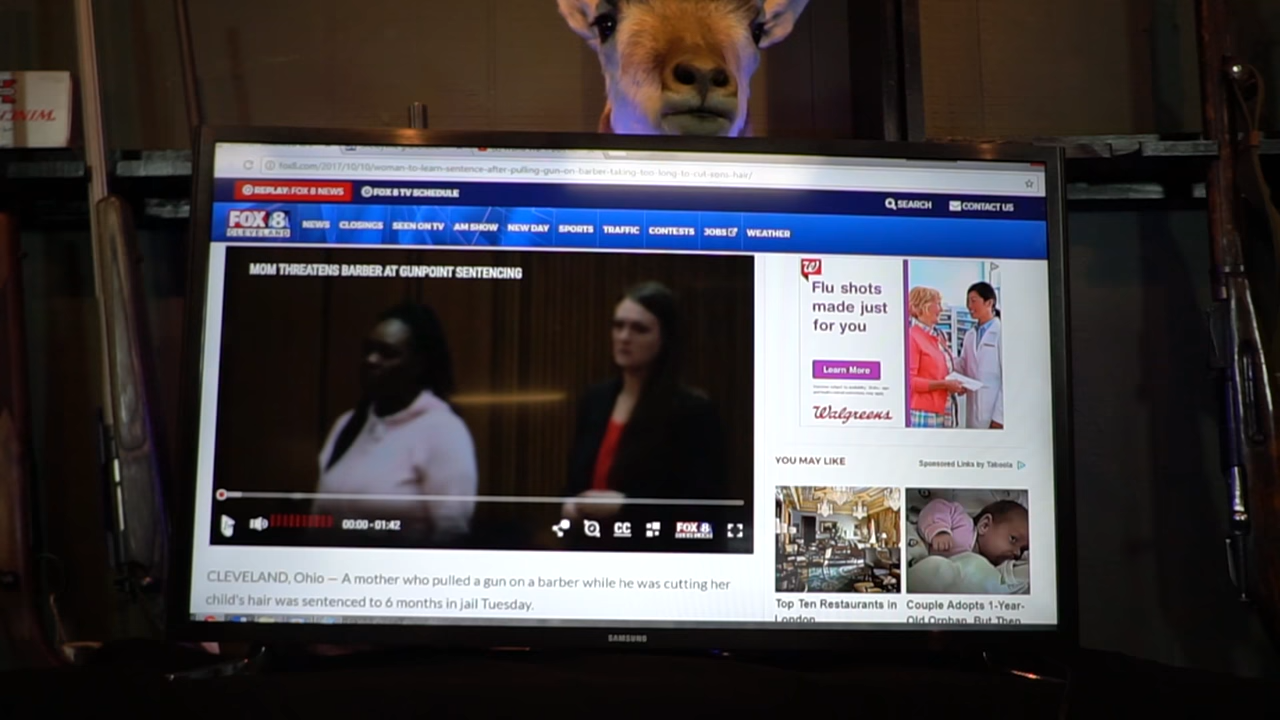 WIN
fox8.com/2017/10/10/woman-to-learn-sentence-after-pulling-gun-on-barber-taking-too-long-to-cut-sons-hair/
REPLAY: FOX 8 NEWS FOX 8 TV SCHEDULE
SEARCH CONTACT US
FOX 8
CLEVELAND
NEWS CLOSINGS SEEN ON TV AM SHOW NEW DAY SPORTS TRAFFIC CONTESTS JOBS WEATHER
MOM THREATENS BARBER AT GUNPOINT SENTENCING
00:00 - 01:42
CC
FOX 8
CLEVELAND
CLEVELAND, Ohio — A mother who pulled a gun on a barber while he was cutting her
child's hair was sentenced to 6 months in jail Tuesday.
W
Flu shots
made just
for you
Learn More
Walgreens
YOU MAY LIKE
Sponsored Links by Taboola
Top Ten Restaurants in
London
Couple Adopts 1-Year-
Old Orphan, But Then
SAMSUNG